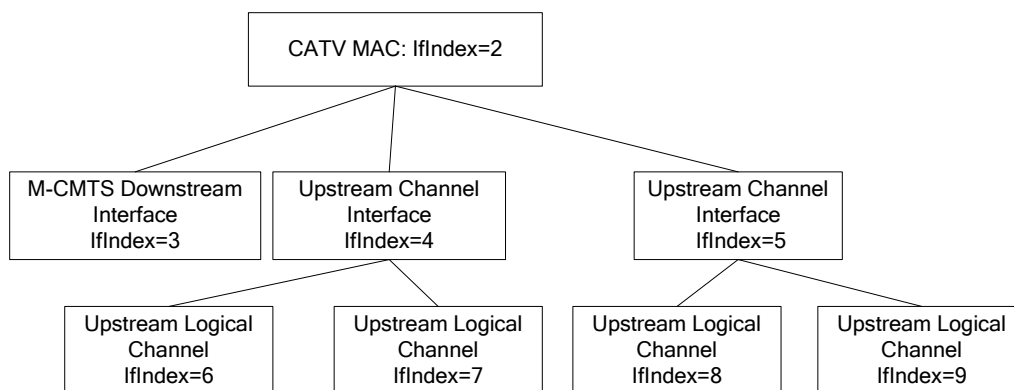 CATV MAC: IfIndex=2
M-CMTS Downstream
Interface
IfIndex=3
Upstream Channel
Interface
IfIndex=4
Upstream Channel
Interface
IfIndex=5
Upstream Logical
Channel
IfIndex=6
Upstream Logical
Channel
IfIndex=7
Upstream Logical
Channel
IfIndex=8
Upstream Logical
Channel
IfIndex=9